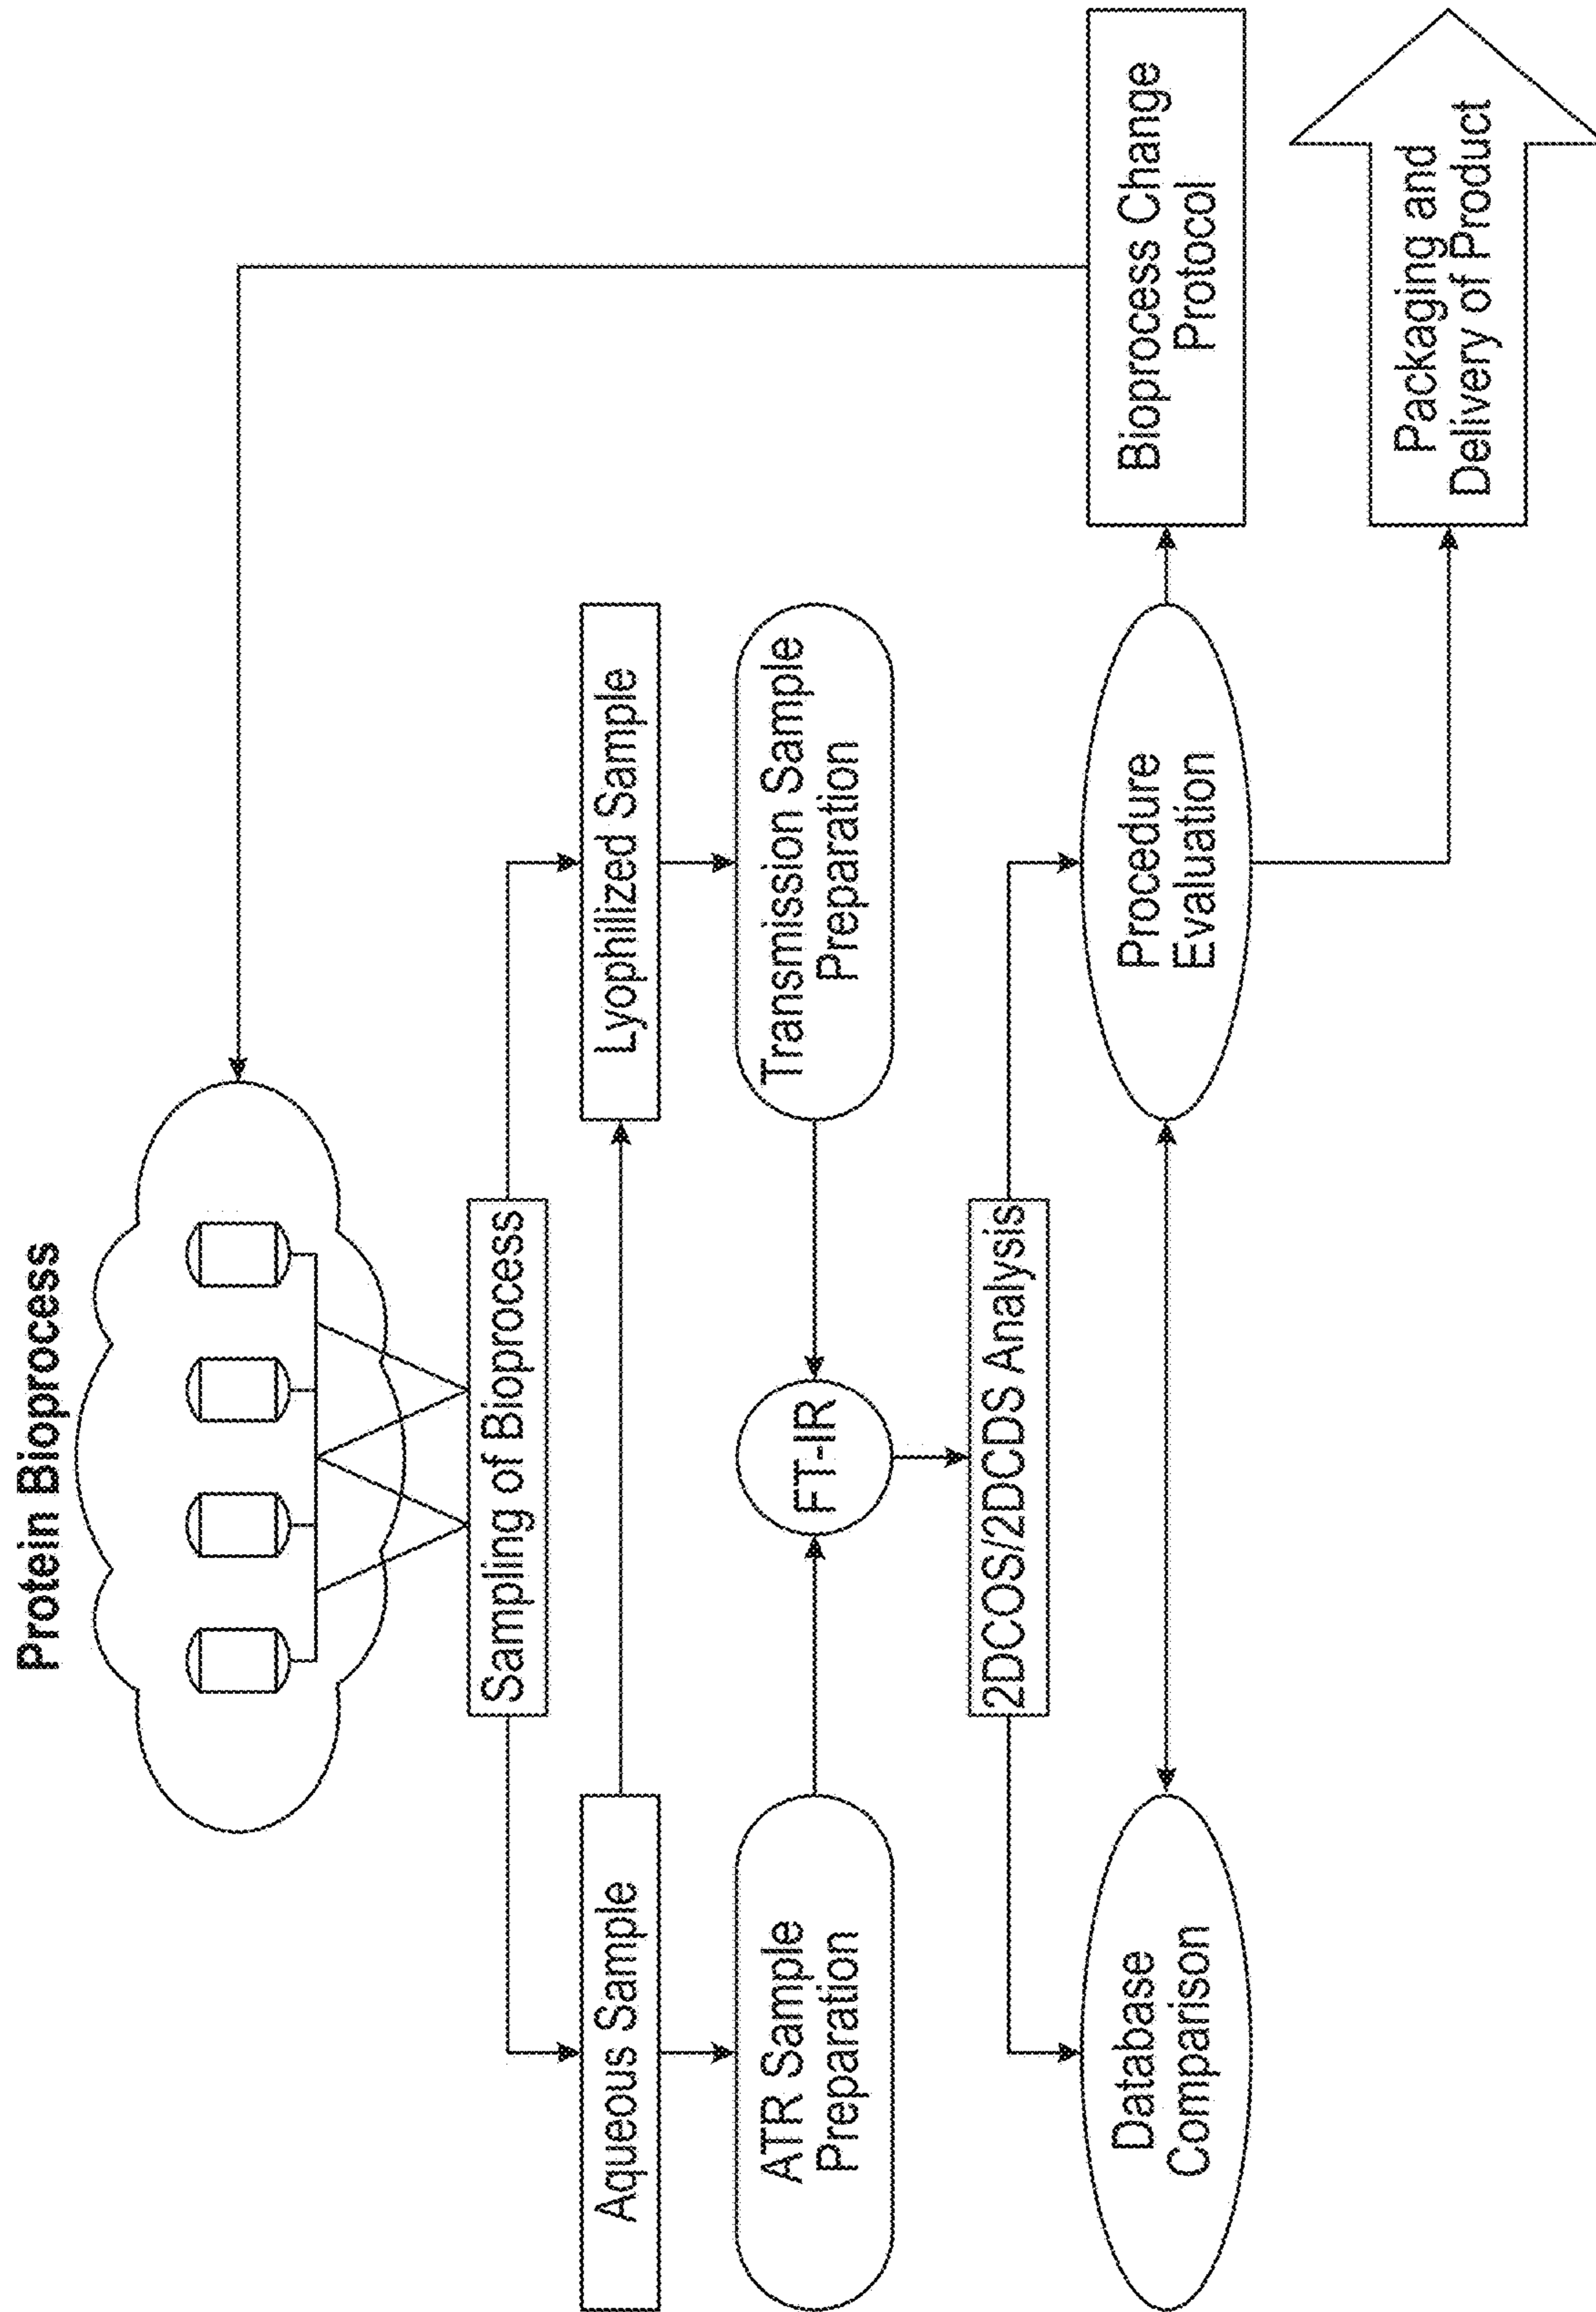 Protein Bioprocess
Sampling of Bioprocess
Aqueous Sample
Lyophilized Sample
ATR Sample
Preparation
FT-IR
Transmission Sample
Preparation
2DCOS/2DCDS Analysis
Database
Comparison
Procedure
Evaluation
Bioprocess Change
Protocol
Packaging and
Delivery of Product